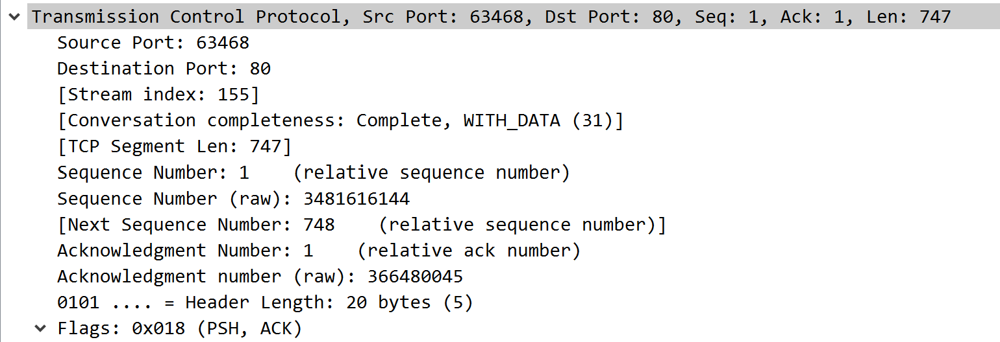 Transmission Control Protocol, Src Port: 63468, Dst Port: 80, Seq: 1, Ack: 1, Len: 747
Source Port: 63468
Destination Port: 80
[Stream index: 155]
[Conversation completeness: Complete, WITH_DATA (31)]
[TCP Segment Len: 747]
Sequence Number: 1    (relative sequence number)
Sequence Number (raw): 3481616144
[Next Sequence Number: 748    (relative sequence number)]
Acknowledgment Number: 1    (relative ack number)
Acknowledgment number (raw): 366480045
0101 .... = Header Length: 20 bytes (5)
Flags: 0x018 (PSH, ACK)